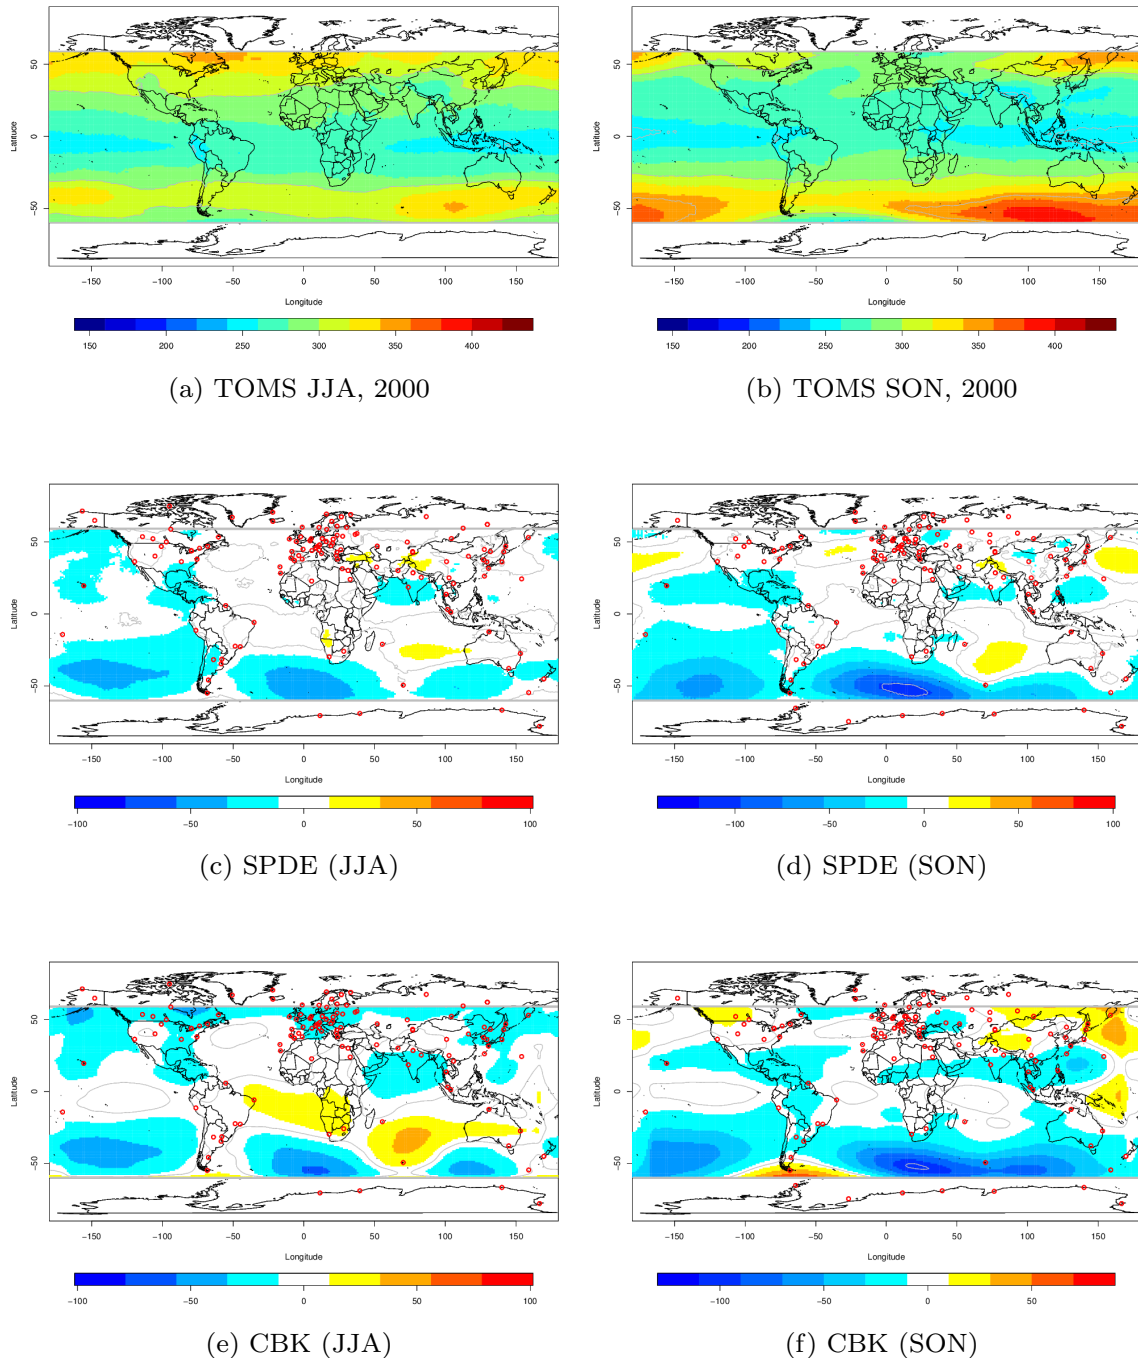 Latitude
50
0
−50
−150 −100 −50 0 50 100 150
Longitude
150 200 250 300 350 400
(a) TOMS JJA, 2000
Latitude
50
0
−50
−150 −100 −50 0 50 100 150
Longitude
150 200 250 300 350 400
(b) TOMS SON, 2000
Latitude
50
0
−50
−150 −100 −50 0 50 100 150
Longitude
−100 −50 0 50 100
(c) SPDE (JJA)
Latitude
50
0
−50
−150 −100 −50 0 50 100 150
Longitude
−100 −50 0 50 100
(d) SPDE (SON)
Latitude
50
0
−50
−150 −100 −50 0 50 100 150
Longitude
−100 −50 0 50 100
(e) CBK (JJA)
Latitude
50
0
−50
−150 −100 −50 0 50 100 150
Longitude
−100 −50 0 50
(f) CBK (SON)